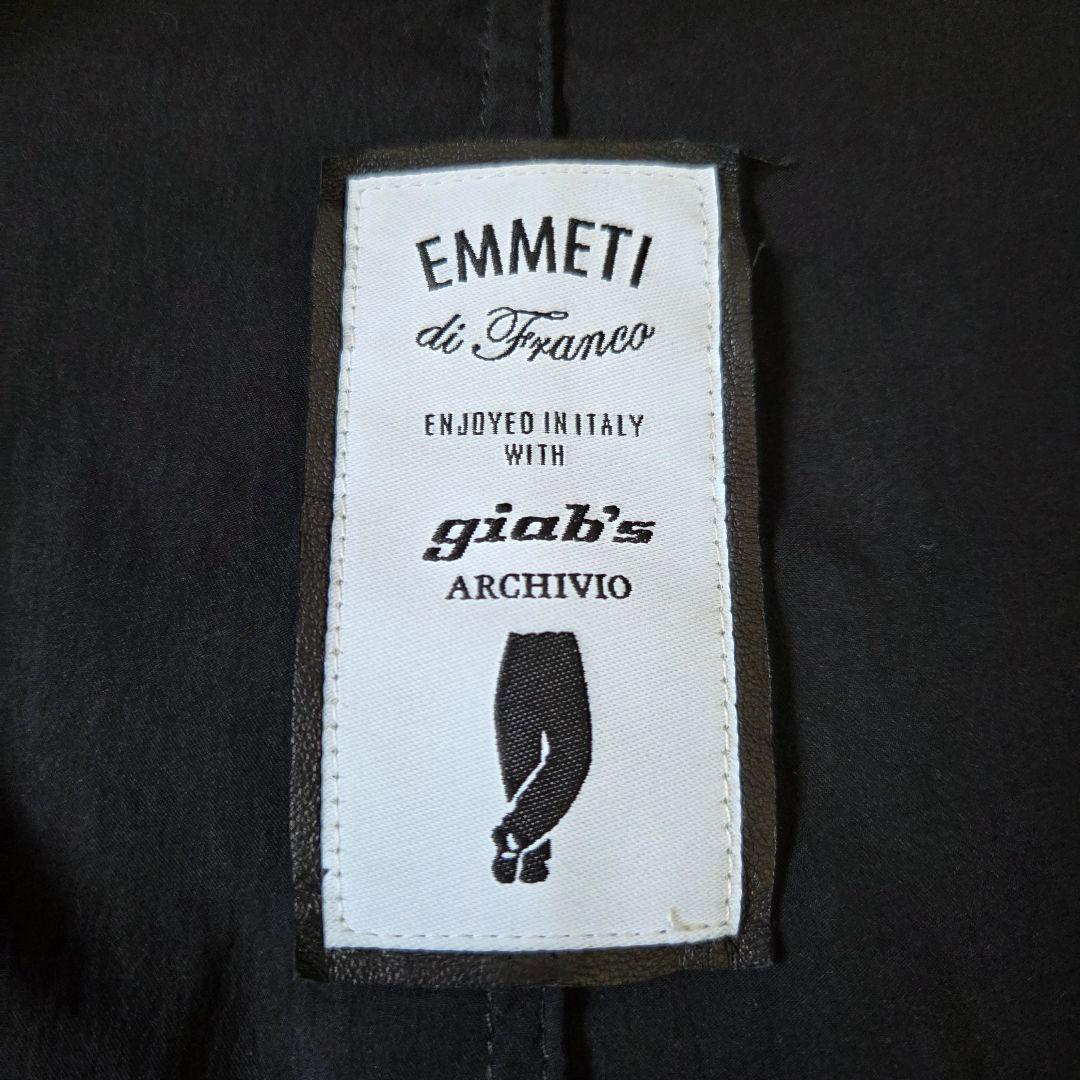 EMMETI
di Franco
ENJOYED IN ITALY
WITH
giab's
ARCHIVIO